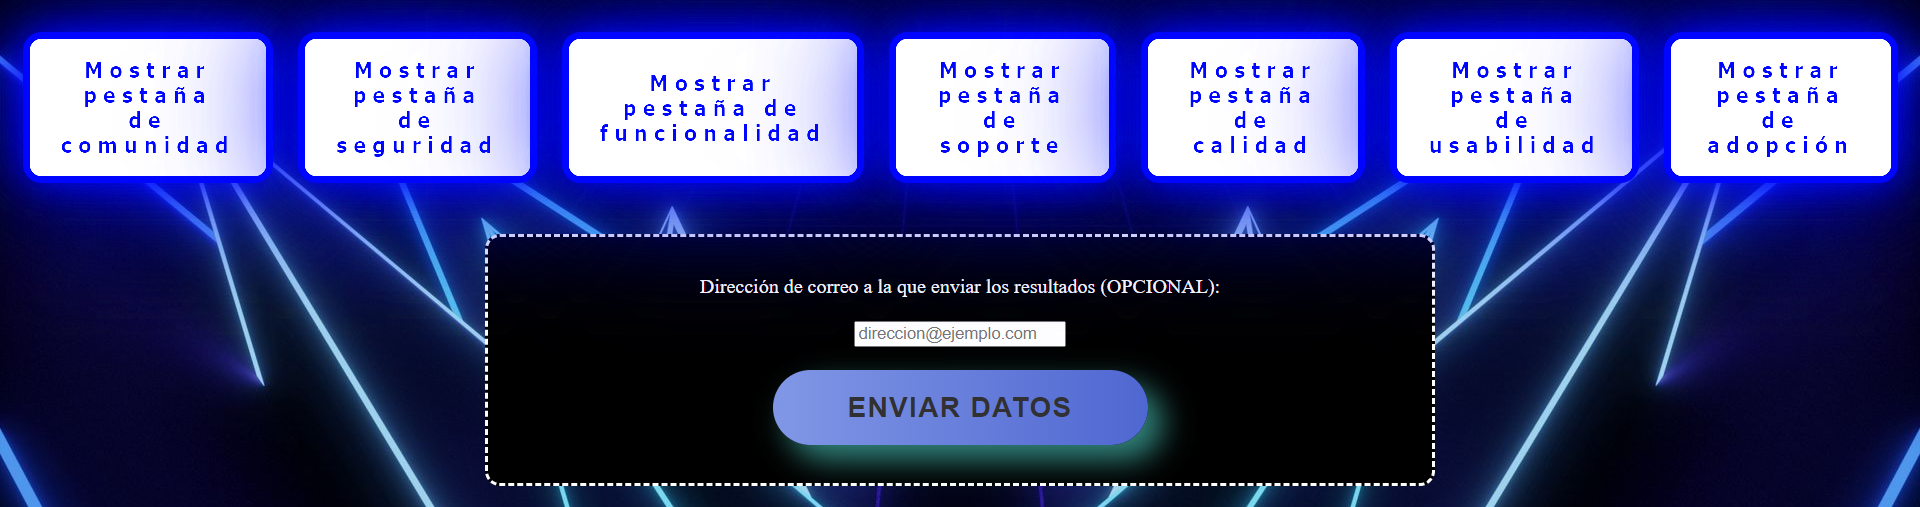 Mostrar
pestaña
de
comunidad
Mostrar
pestaña
de
seguridad
Mostrar
pestaña de
funcionalidad
Mostrar
pestaña
de
soporte
Mostrar
pestaña
de
calidad
Mostrar
pestaña
de
usabilidad
Mostrar
pestaña
de
adopción
Dirección de correo a la que enviar los resultados (OPCIONAL):
direccion@ejemplo.com
ENVIAR DATOS